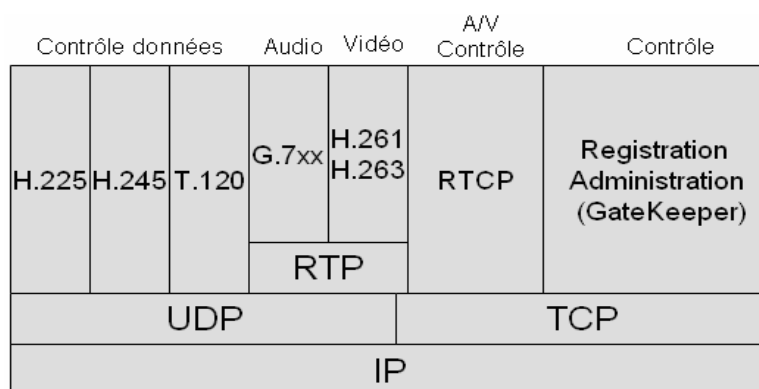 Contrôle données
Audio
Vidéo
A/V
Contrôle
Contrôle
H.225
H.245
T.120
G.7xx
H.261
H.263
RTCP
Registration
Administration
(GateKeeper)
RTP
UDP
TCP
IP